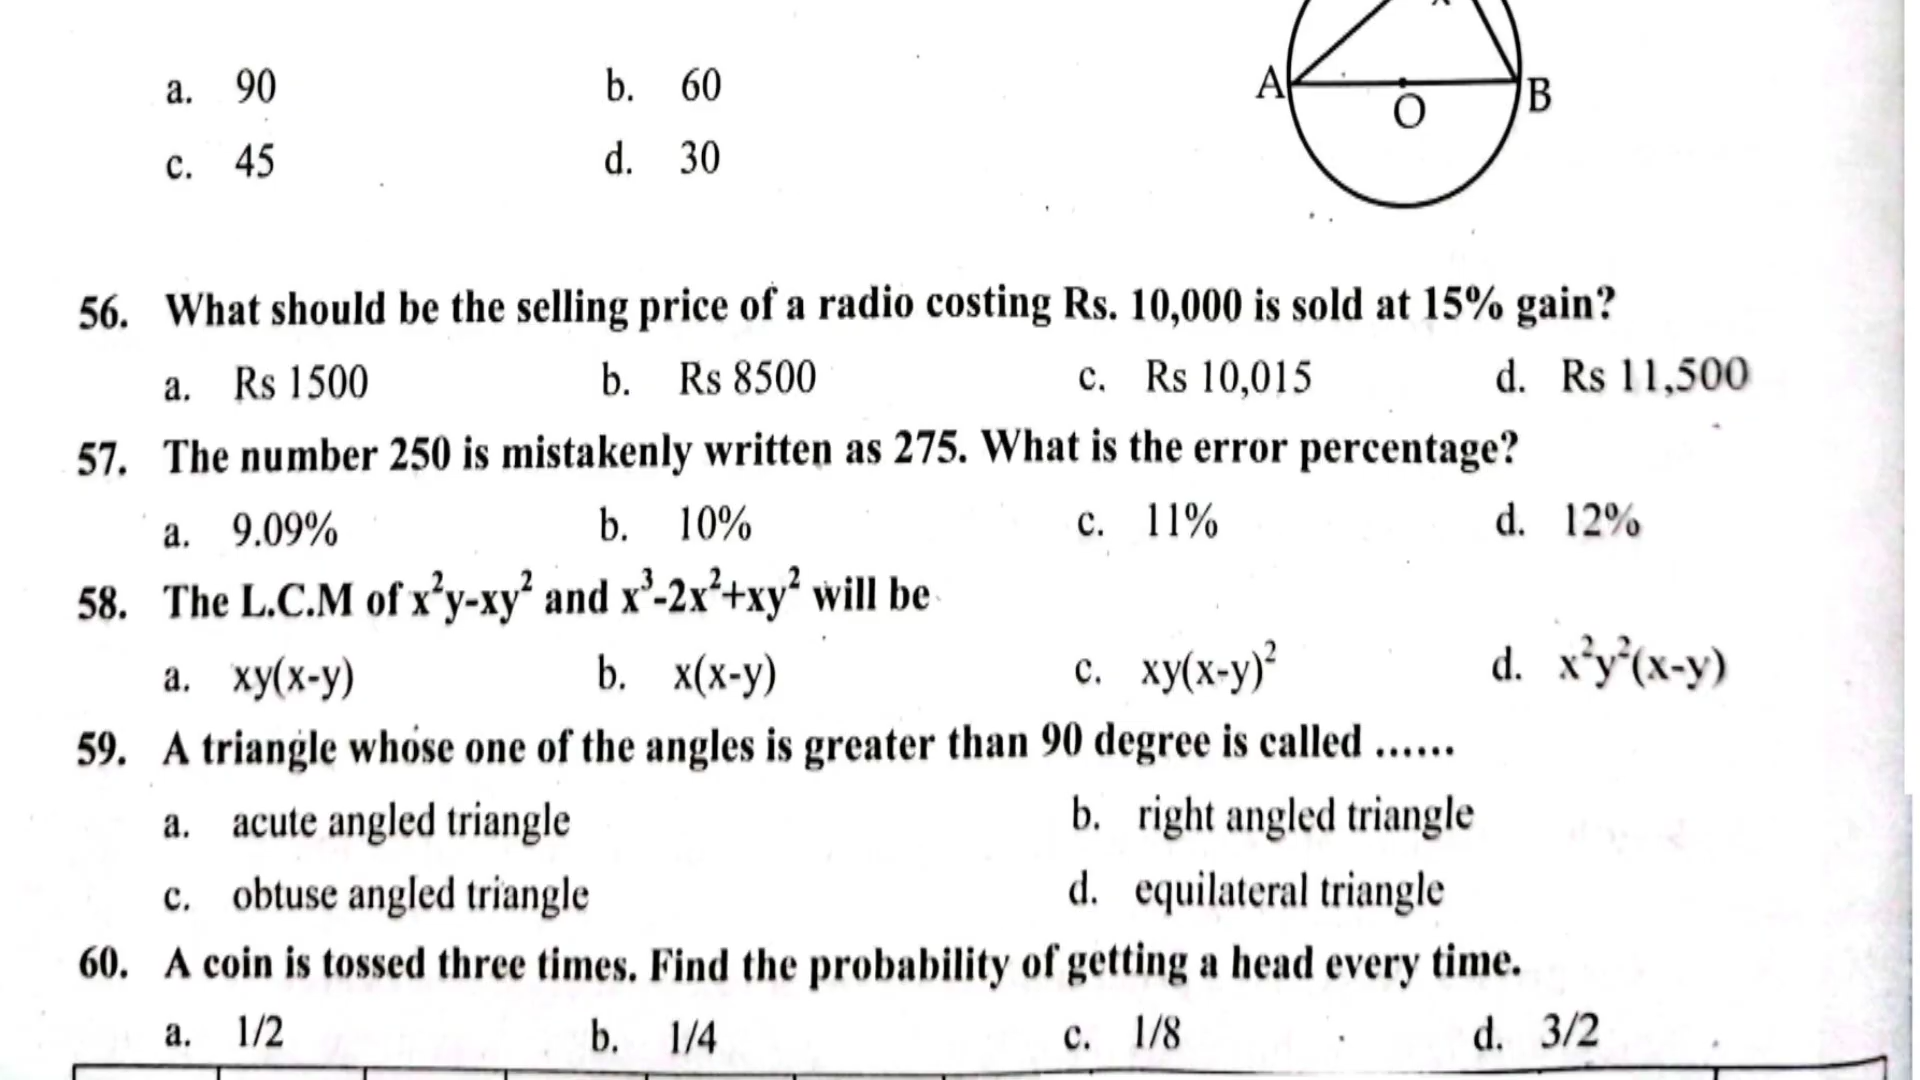 a. 90 b. 60
c. 45 d. 30
A O B
56. What should be the selling price of a radio costing Rs. 10,000 is sold at 15% gain?
a. Rs 1500 b. Rs 8500 c. Rs 10,015 d. Rs 11,500
57. The number 250 is mistakenly written as 275. What is the error percentage?
a. 9.09% b. 10% c. 11% d. 12%
58. The L.C.M of x²y-xy² and x³-2x²+xy² will be
a. xy(x-y) b. x(x-y) c. xy(x-y)² d. x²y²(x-y)
59. A triangle whose one of the angles is greater than 90 degree is called ......
a. acute angled triangle b. right angled triangle
c. obtuse angled triangle d. equilateral triangle
60. A coin is tossed three times. Find the probability of getting a head every time.
a. 1/2 b. 1/4 c. 1/8 d. 3/2